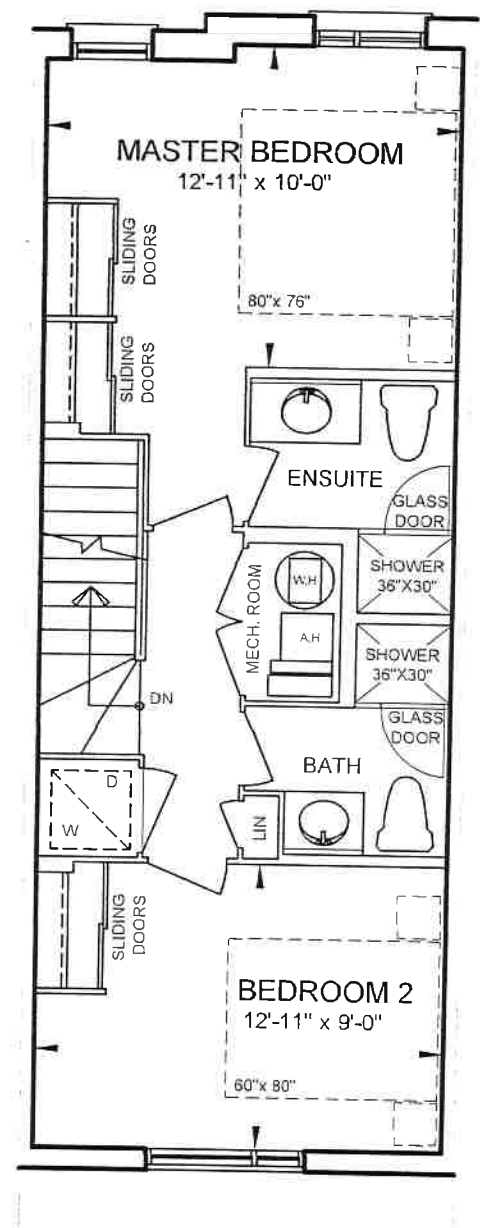 MASTER BEDROOM
12'-11" x 10'-0"
SLIDING
DOORS
80"x 76"
SLIDING
DOORS
ENSUITE
GLASS
DOOR
SHOWER
36"X30"
W.H
MECH. ROOM
A.H
SHOWER
36"X30"
DN
GLASS
DOOR
BATH
D
W
LIN
SLIDING
DOORS
BEDROOM 2
12'-11" x 9'-0"
60"x 80"